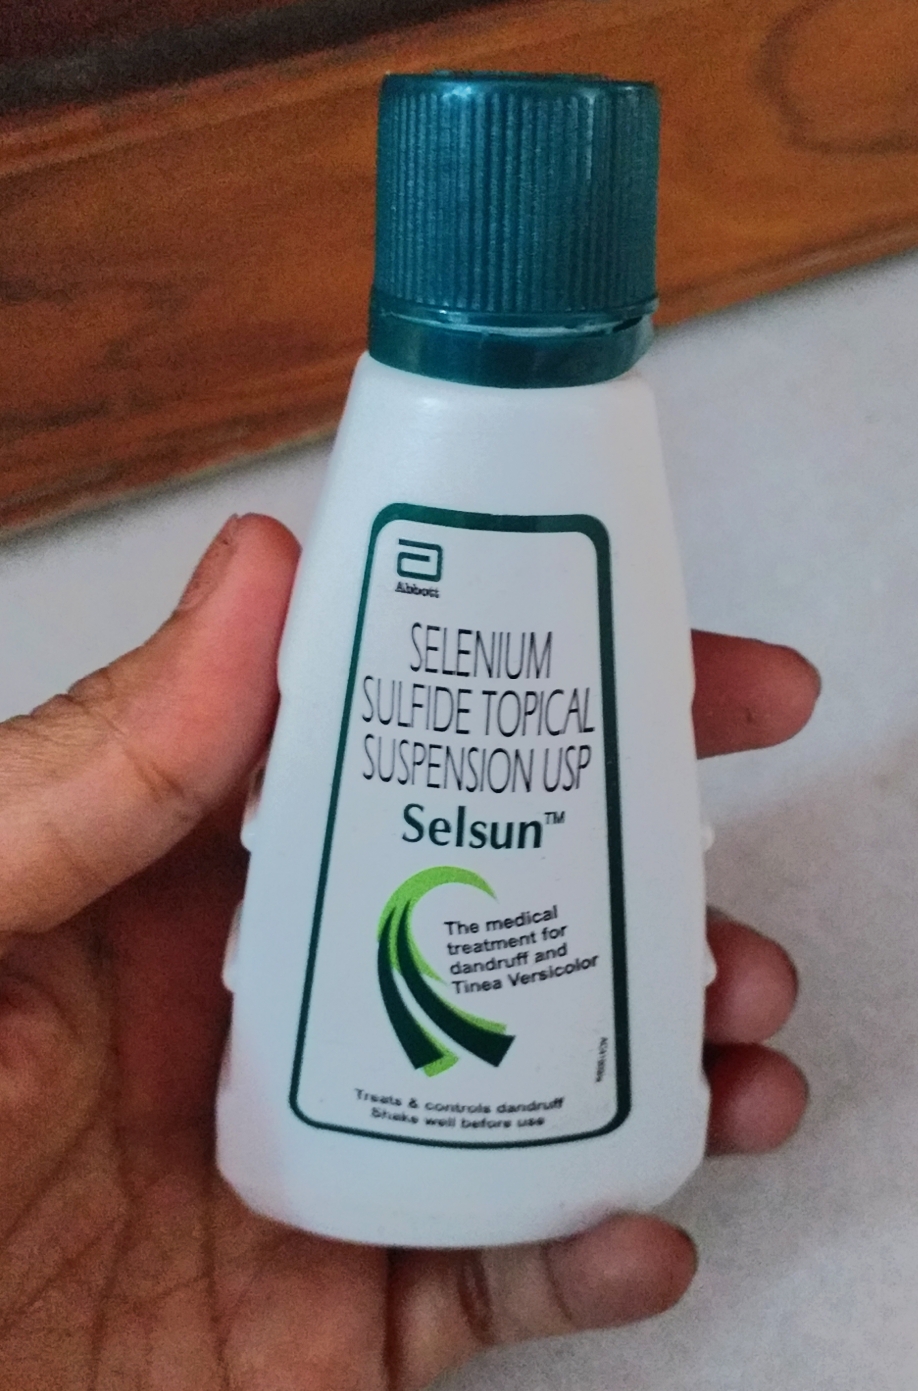 Abbott
SELENIUM
SULFIDE TOPICAL
SUSPENSION USP
Selsun™
The medical
treatment for
dandruff and
Tinea Versicolor
Treats & controls dandruff
Shake well before use